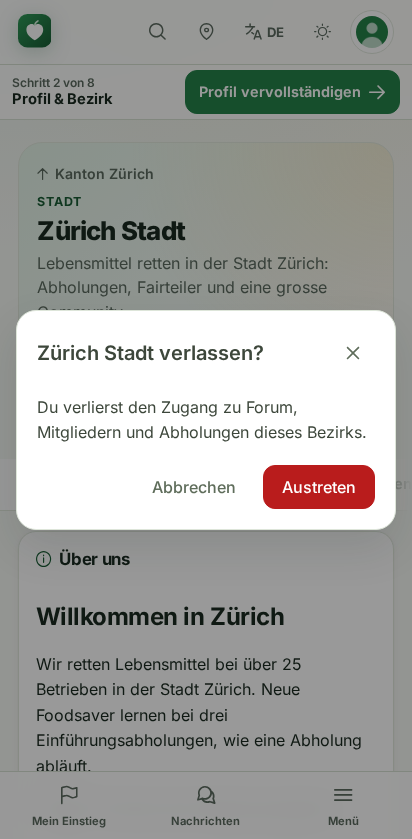 DE
Schritt 2 von 8
Profil & Bezirk
Profil vervollständigen
Kanton Zürich
STADT
Zürich Stadt
Lebensmittel retten in der Stadt Zürich:
Abholungen, Fairteiler und eine grosse
Zürich Stadt verlassen?
Du verlierst den Zugang zu Forum,
Mitgliedern und Abholungen dieses Bezirks.
Abbrechen
Austreten
Über uns
Willkommen in Zürich
Wir retten Lebensmittel bei über 25
Betrieben in der Stadt Zürich. Neue
Foodsaver lernen bei drei
Einführungsabholungen, wie eine Abholung
abläuft.
Mein Einstieg
Nachrichten
Menü